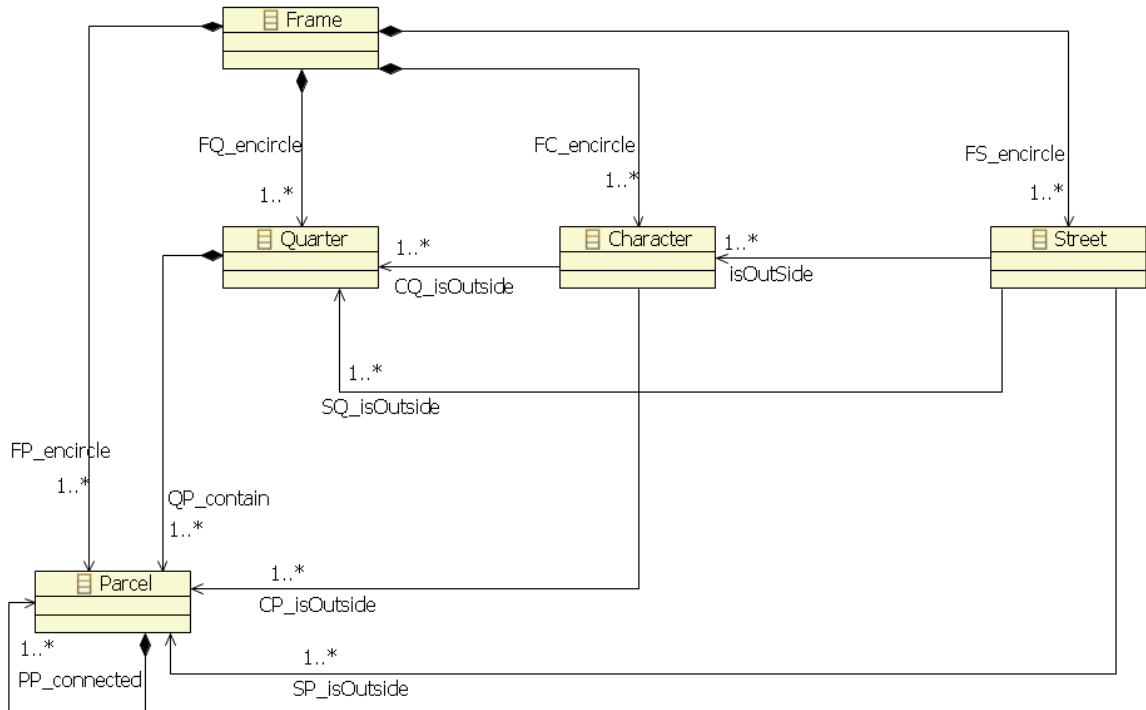 Frame
FQ_encircle
1..*
FC_encircle
1..*
FS_encircle
1..*
Quarter
1..*
Character
1..*
Street
CQ_isOutside
isOutSide
1..*
SQ_isOutside
FP_encircle
1..*
QP_contain
1..*
Parcel
1..*
CP_isOutside
1..*
PP_connected
1..*
SP_isOutside